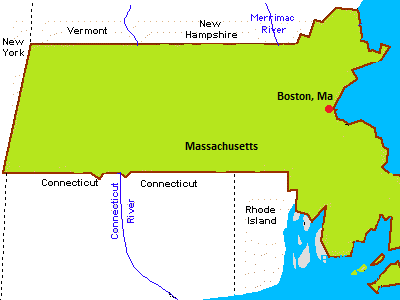 Merrimac
River
New
Hampshire
Vermont
New
York
Boston, Ma
Massachusetts
Connecticut
Connecticut
Connecticut
River
Rhode
Island